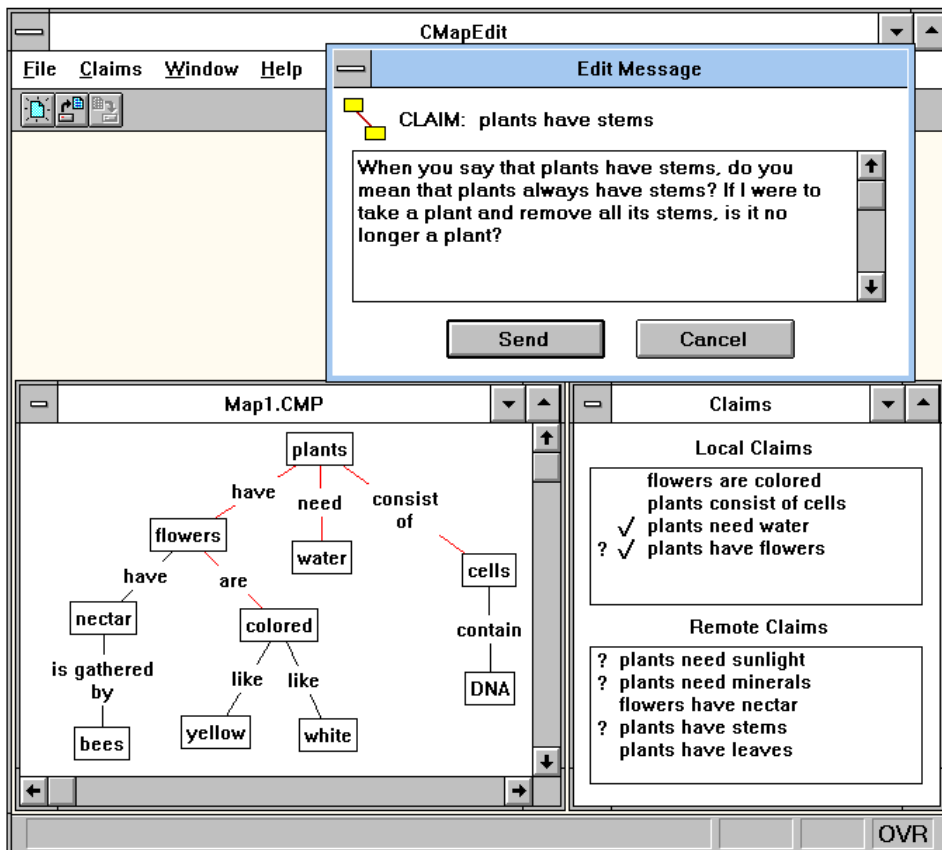 CMapEdit
File Claims Window Help
Edit Message
CLAIM: plants have stems
When you say that plants have stems, do you
mean that plants always have stems? If I were to
take a plant and remove all its stems, is it no
longer a plant?
Send Cancel
Map1.CMP
plants
have need consist
of
flowers water cells
have are contain
nectar colored DNA
is gathered
by
like like
bees yellow white
Claims
Local Claims
flowers are colored
plants consist of cells
✓ plants need water
? ✓ plants have flowers
Remote Claims
? plants need sunlight
? plants need minerals
flowers have nectar
? plants have stems
plants have leaves
OVR